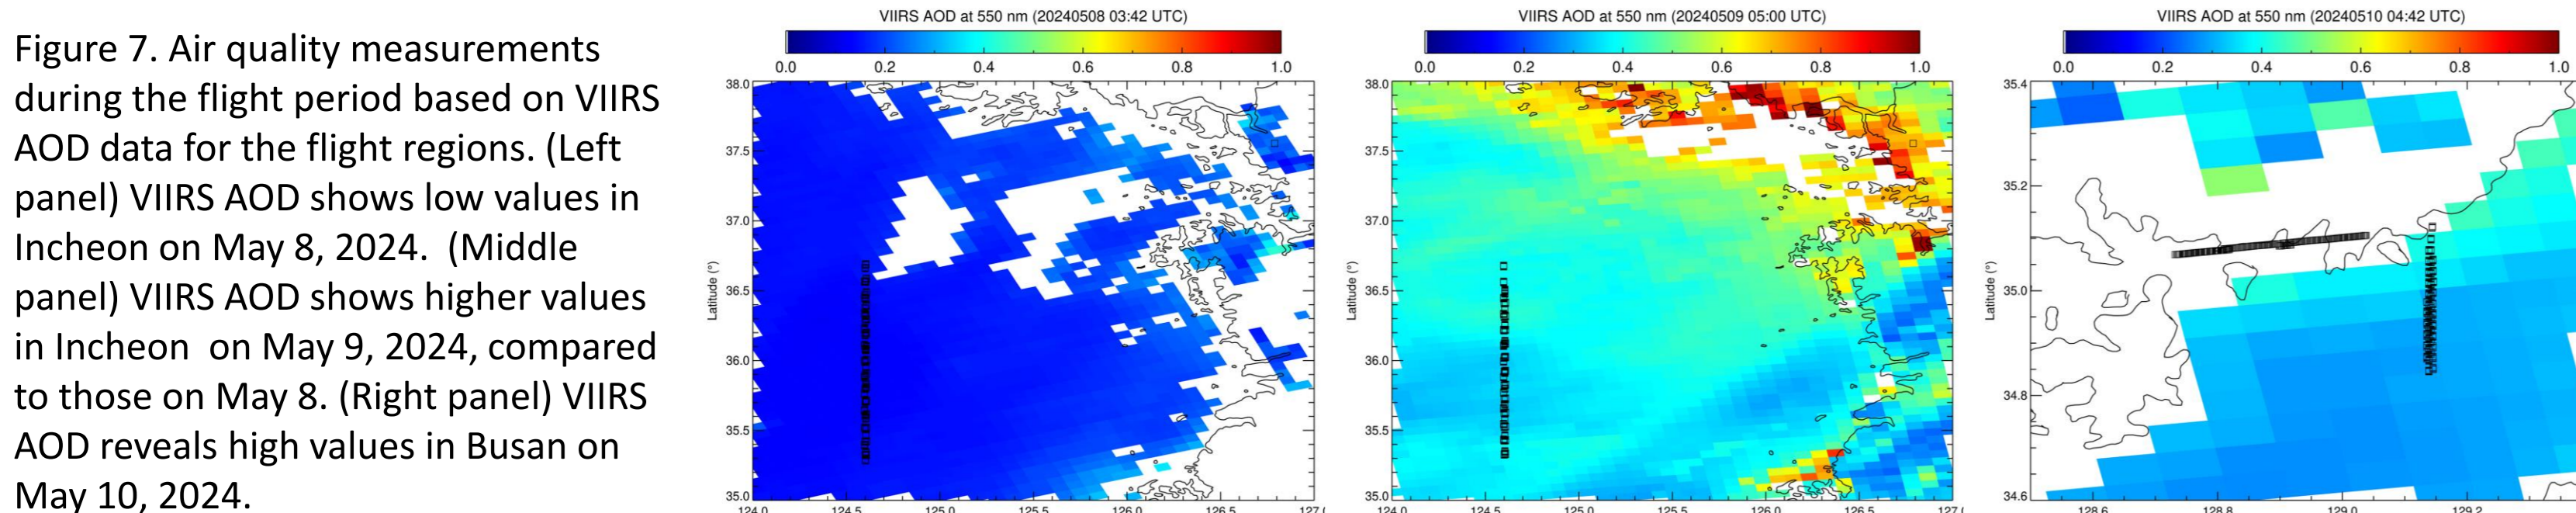 Figure 7. Air quality measurements
during the flight period based on VIIRS
AOD data for the flight regions. (Left
panel) VIIRS AOD shows low values in
Incheon on May 8, 2024.  (Middle
panel) VIIRS AOD shows higher values
in Incheon  on May 9, 2024, compared
to those on May 8. (Right panel) VIIRS
AOD reveals high values in Busan on
May 10, 2024.
VIIRS AOD at 550 nm (20240508 03:42 UTC)
0.0 0.2 0.4 0.6 0.8 1.0
38.0
37.5
37.0
36.5
36.0
35.5
35.0
Latitude (°)
124.0 124.5 125.0 125.5 126.0 126.5 127.0
VIIRS AOD at 550 nm (20240509 05:00 UTC)
0.0 0.2 0.4 0.6 0.8 1.0
38.0
37.5
37.0
36.5
36.0
35.5
35.0
Latitude (°)
124.0 124.5 125.0 125.5 126.0 126.5 127.0
VIIRS AOD at 550 nm (20240510 04:42 UTC)
0.0 0.2 0.4 0.6 0.8 1.0
35.4
35.2
35.0
34.8
34.6
Latitude (°)
128.6 128.8 129.0 129.2